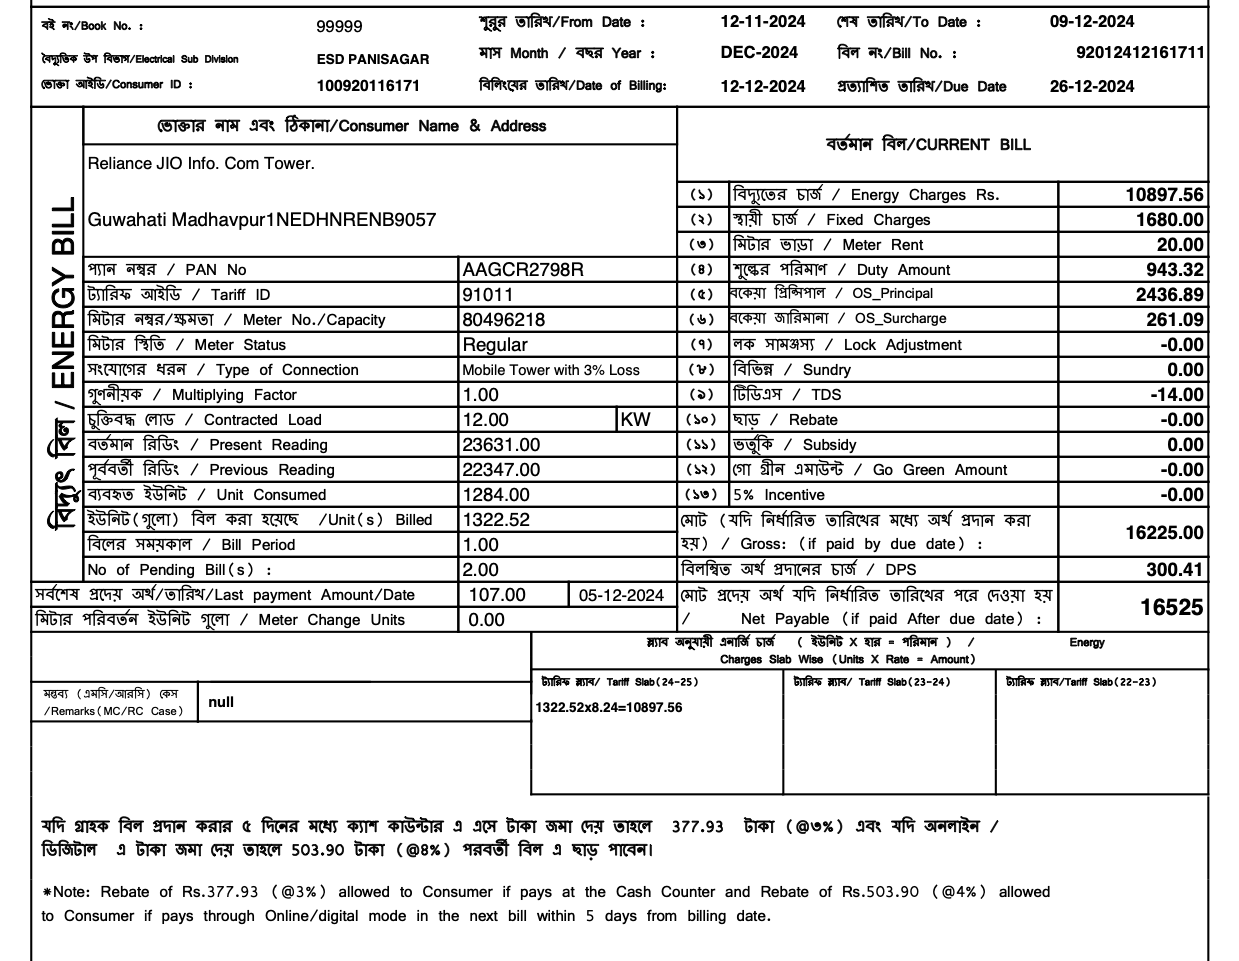 বই নং/Book No. : 99999 শুরুর তারিখ/From Date : 12-11-2024 শেষ তারিখ/To Date : 09-12-2024
বৈদ্যুতিক উপ বিভাগ/Electrical Sub Division ESD PANISAGAR মাস Month / বছর Year : DEC-2024 বিল নং/Bill No. : 92012412161711
ভোক্তা আইডি/Consumer ID : 100920116171 বিলিংযের তারিখ/Date of Billing: 12-12-2024 প্রত্যাশিত তারিখ/Due Date 26-12-2024
বিদ্যুৎ বিল / ENERGY BILL
ভোক্তার নাম এবং ঠিকানা/Consumer Name & Address
Reliance JIO Info. Com Tower.
Guwahati Madhavpur1NEDHNRENB9057
প্যান নম্বর / PAN No AAGCR2798R
ট্যারিফ আইডি / Tariff ID 91011
মিটার নম্বর/ক্ষমতা / Meter No./Capacity 80496218
মিটার স্থিতি / Meter Status Regular
সংযোগের ধরন / Type of Connection Mobile Tower with 3% Loss
গুণনীয়ক / Multiplying Factor 1.00
চুক্তিবদ্ধ লোড / Contracted Load 12.00 KW
বর্তমান রিডিং / Present Reading 23631.00
পূর্ববর্তী রিডিং / Previous Reading 22347.00
ব্যবহৃত ইউনিট / Unit Consumed 1284.00
ইউনিট(গুলো) বিল করা হয়েছে /Unit(s) Billed 1322.52
বিলের সময়কাল / Bill Period 1.00
No of Pending Bill(s) : 2.00
সর্বশেষ প্রদেয় অর্থ/তারিখ/Last payment Amount/Date 107.00 05-12-2024
মিটার পরিবর্তন ইউনিট গুলো / Meter Change Units 0.00
বর্তমান বিল/CURRENT BILL
(১) বিদ্যুতের চার্জ / Energy Charges Rs. 10897.56
(২) স্থায়ী চার্জ / Fixed Charges 1680.00
(৩) মিটার ভাড়া / Meter Rent 20.00
(৪) শুল্কের পরিমাণ / Duty Amount 943.32
(৫) বকেয়া প্রিন্সিপাল / OS_Principal 2436.89
(৬) বকেয়া জারিমানা / OS_Surcharge 261.09
(৭) লক সামঞ্জস্য / Lock Adjustment -0.00
(৮) বিভিন্ন / Sundry 0.00
(৯) টিডিএস / TDS -14.00
(১০) ছাড় / Rebate -0.00
(১১) ভর্তুকি / Subsidy 0.00
(১২) গো গ্রীন এমাউন্ট / Go Green Amount -0.00
(১৩) 5% Incentive -0.00
মোট (যদি নির্ধারিত তারিখের মধ্যে অর্থ প্রদান করা
হয়) / Gross: (if paid by due date) : 16225.00
বিলম্বিত অর্থ প্রদানের চার্জ / DPS 300.41
মোট প্রদেয় অর্থ যদি নির্ধারিত তারিখের পরে দেওয়া হয়
/ Net Payable (if paid After due date) : 16525
স্ল্যাব অনুযায়ী এনার্জি চার্জ ( ইউনিট X হার = পরিমান ) / Energy
Charges Slab Wise (Units X Rate = Amount)
মন্তব্য (এমসি/আরসি) কেস
/Remarks(MC/RC Case) null
ট্যারিফ স্ল্যাব/ Tariff Slab(24-25) ট্যারিফ স্ল্যাব/ Tariff Slab(23-24) ট্যারিফ স্ল্যাব/Tariff Slab(22-23)
1322.52x8.24=10897.56
যদি গ্রাহক বিল প্রদান করার ৫ দিনের মধ্যে ক্যাশ কাউন্টার এ এসে টাকা জমা দেয় তাহলে 377.93 টাকা (@৩%) এবং যদি অনলাইন /
ডিজিটাল এ টাকা জমা দেয় তাহলে 503.90 টাকা (@৪%) পরবর্তী বিল এ ছাড় পাবেন।
*Note: Rebate of Rs.377.93 (@3%) allowed to Consumer if pays at the Cash Counter and Rebate of Rs.503.90 (@4%) allowed
to Consumer if pays through Online/digital mode in the next bill within 5 days from billing date.